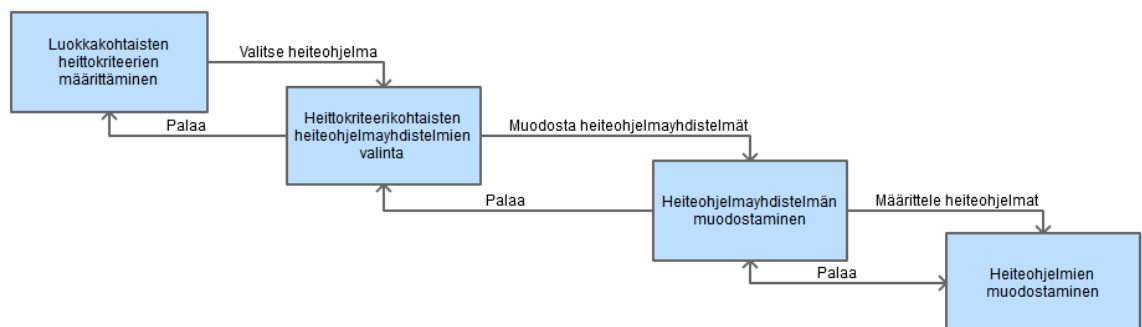 Luokkakohtaisten
heittokriteerien
määrittäminen
Valitse heiteohjelma
Palaa
Heittokriteerikohtaisten
heiteohjelmayhdistelmien
valinta
Muodosta heiteohjelmayhdistelmät
Palaa
Heiteohjelmayhdistelmän
muodostaminen
Määrittele heiteohjelmat
Palaa
Heiteohjelmien
muodostaminen